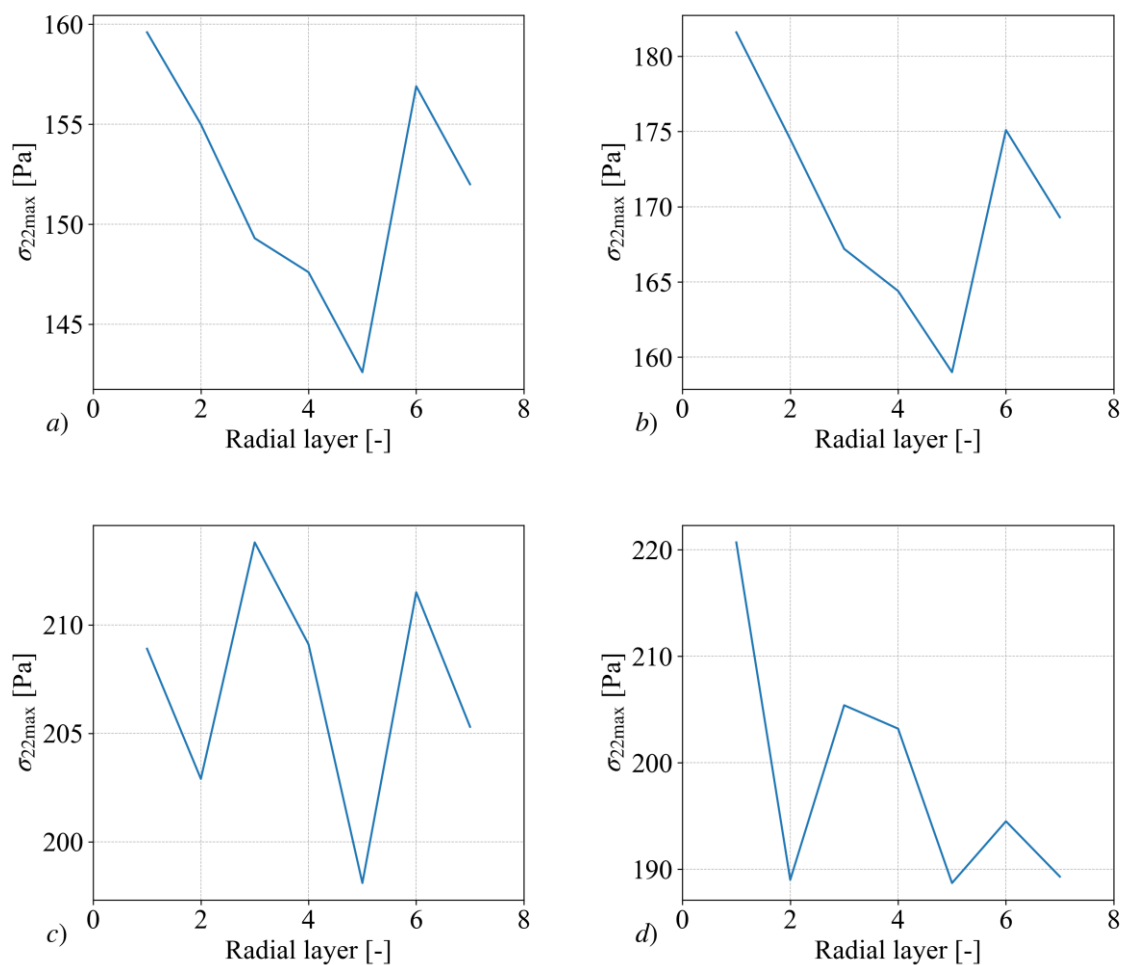 160
155
150
145
σ22max [Pa]
0 2 4 6 8
Radial layer [-]
a)
180
175
170
165
160
σ22max [Pa]
0 2 4 6 8
Radial layer [-]
b)
210
205
200
σ22max [Pa]
0 2 4 6 8
Radial layer [-]
c)
220
210
200
190
σ22max [Pa]
0 2 4 6 8
Radial layer [-]
d)